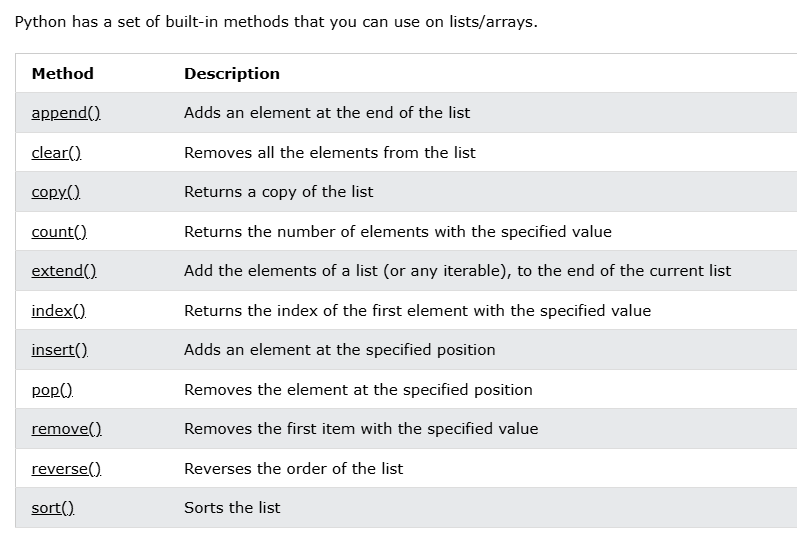 Python has a set of built-in methods that you can use on lists/arrays.
Method Description
append() Adds an element at the end of the list
clear() Removes all the elements from the list
copy() Returns a copy of the list
count() Returns the number of elements with the specified value
extend() Add the elements of a list (or any iterable), to the end of the current list
index() Returns the index of the first element with the specified value
insert() Adds an element at the specified position
pop() Removes the element at the specified position
remove() Removes the first item with the specified value
reverse() Reverses the order of the list
sort() Sorts the list